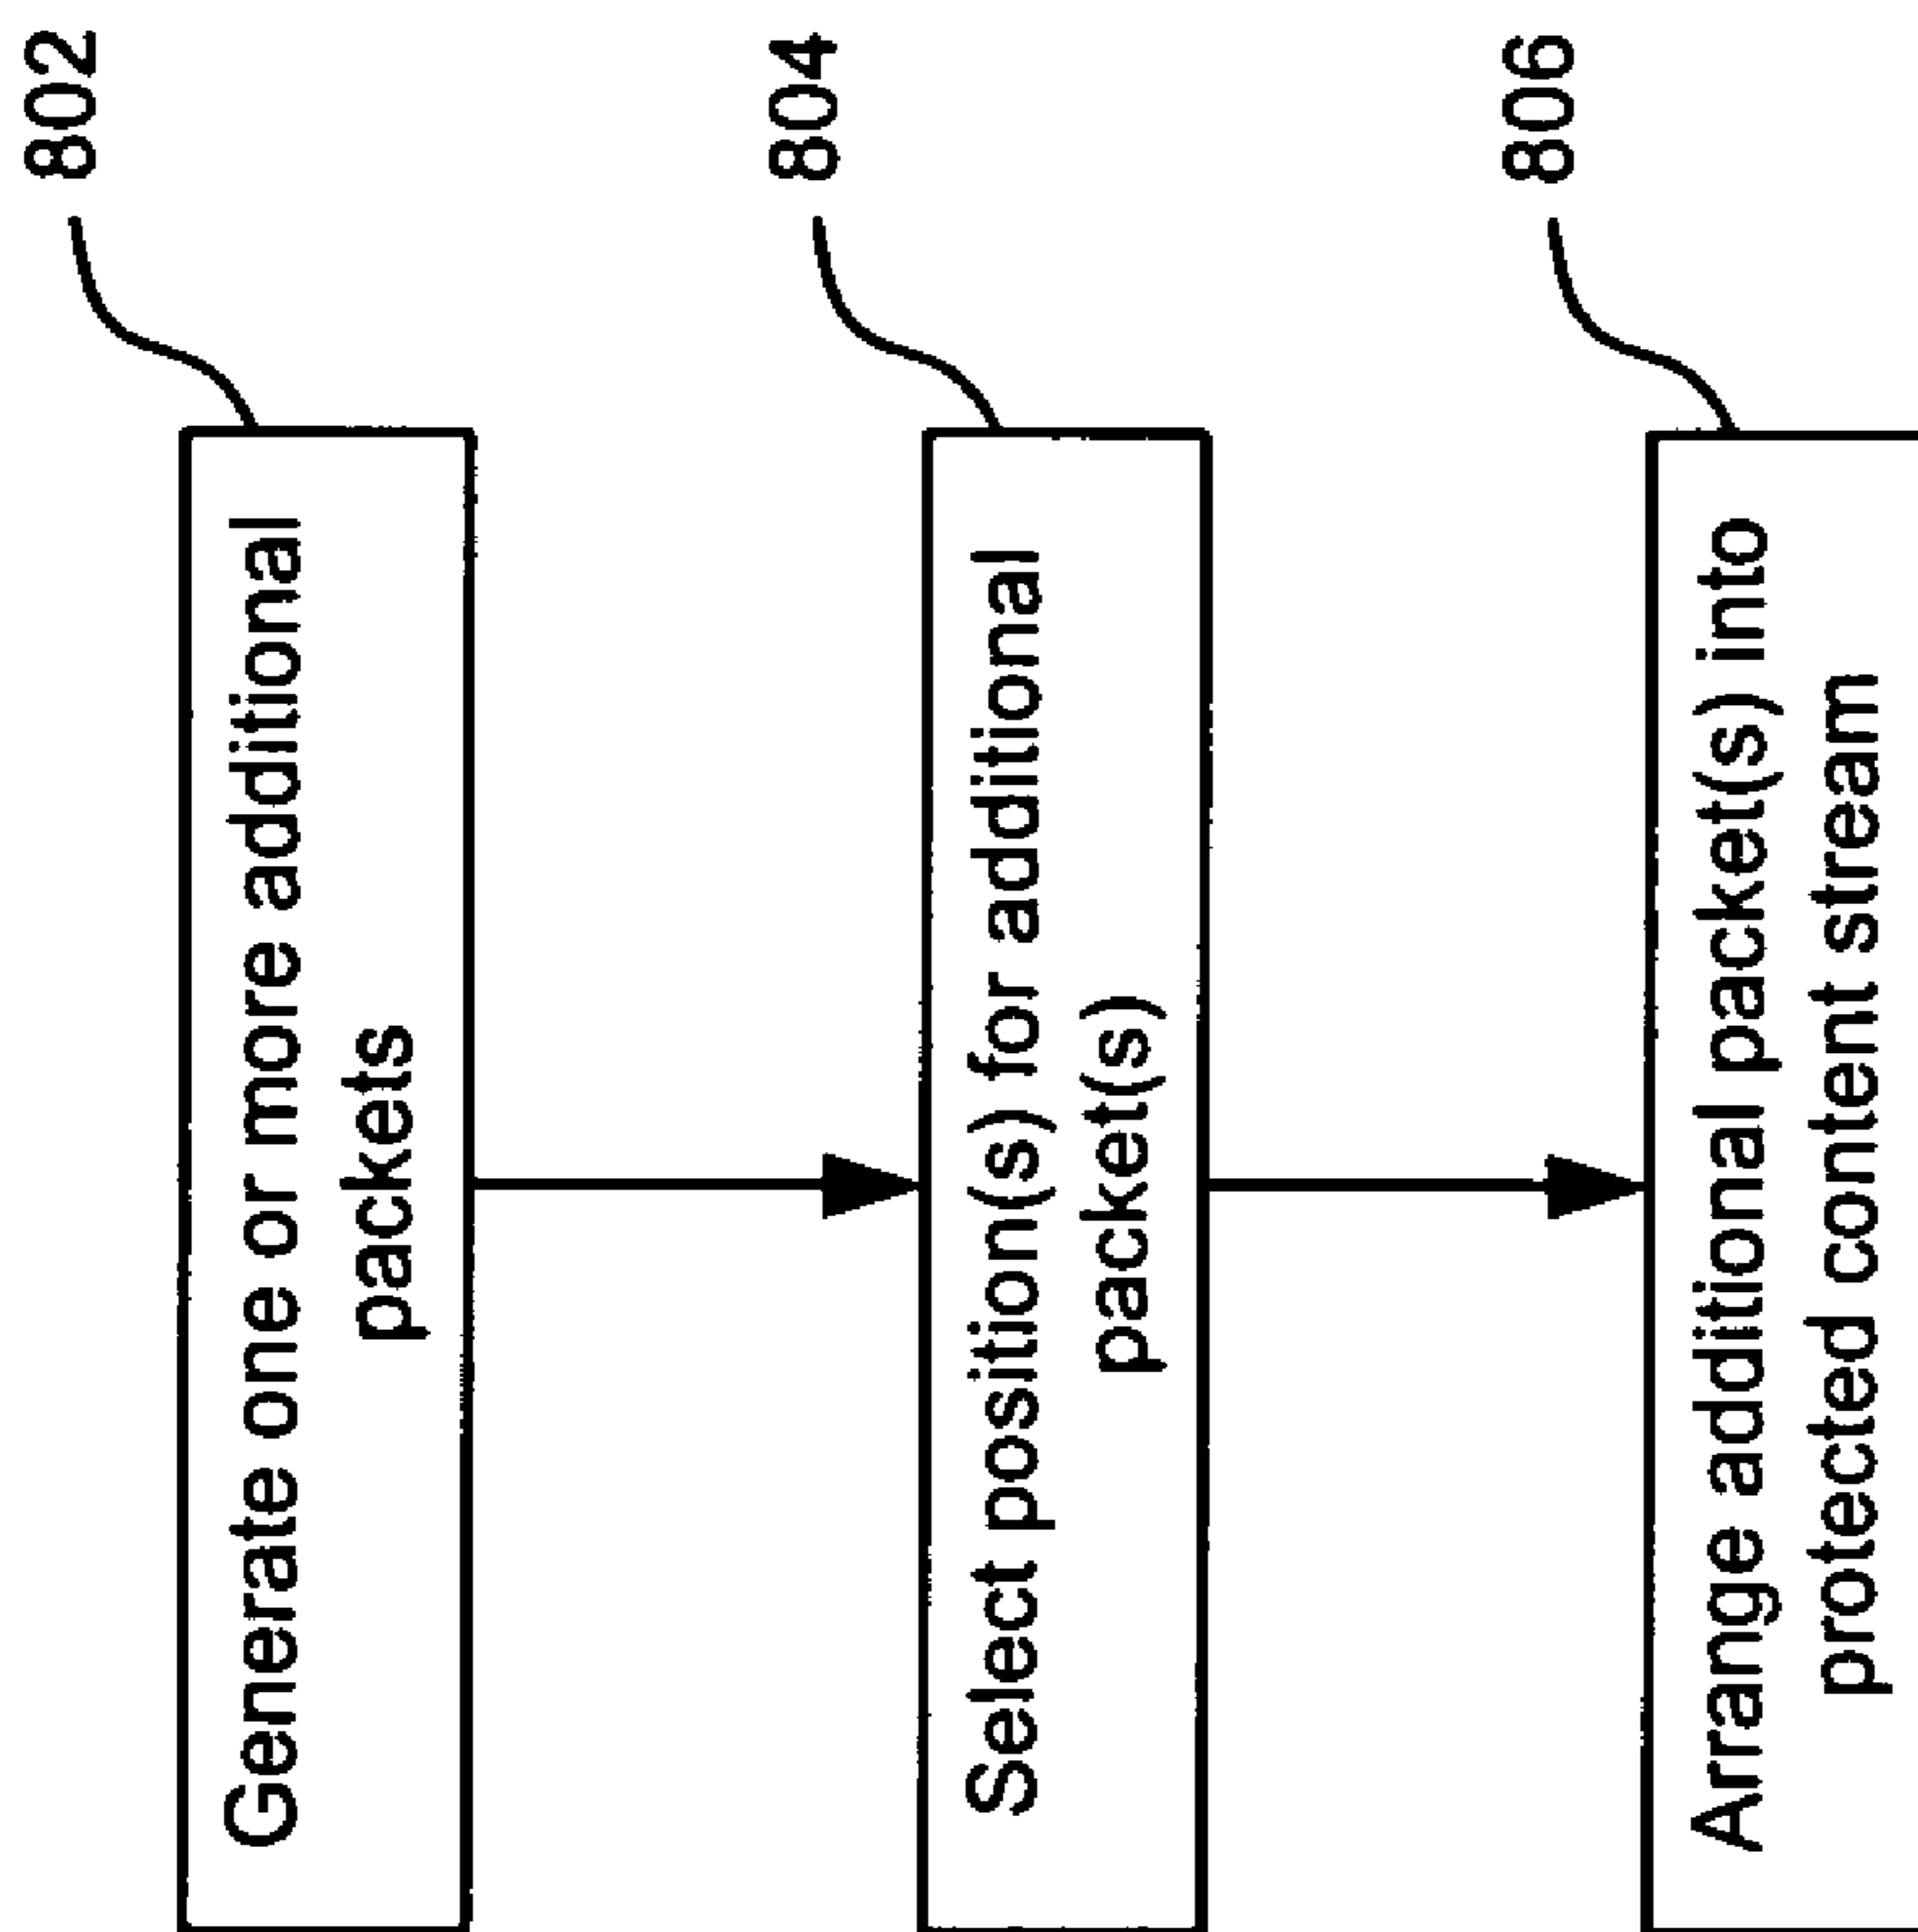 802
Generate one or more additional
packets
804
Select position(s) for additional
packet(s)
806
Arrange additional packet(s) into
protected content stream